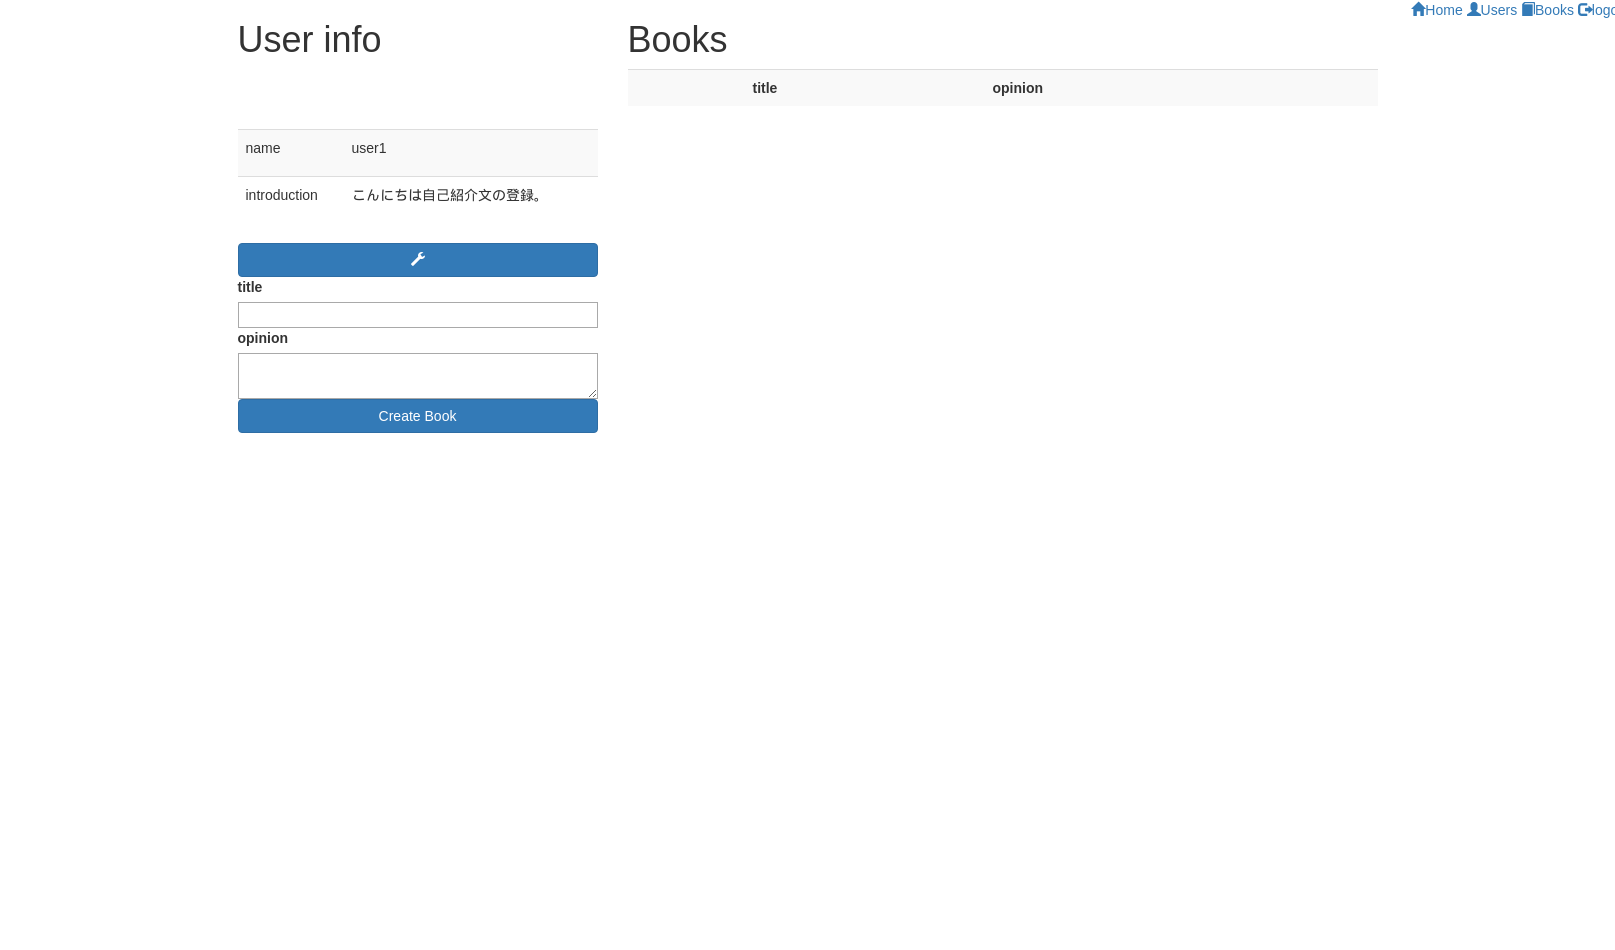 Home Users Books logo
User info
name user1
introduction こんにちは自己紹介文の登録。
title
opinion
Create Book
Books
title opinion